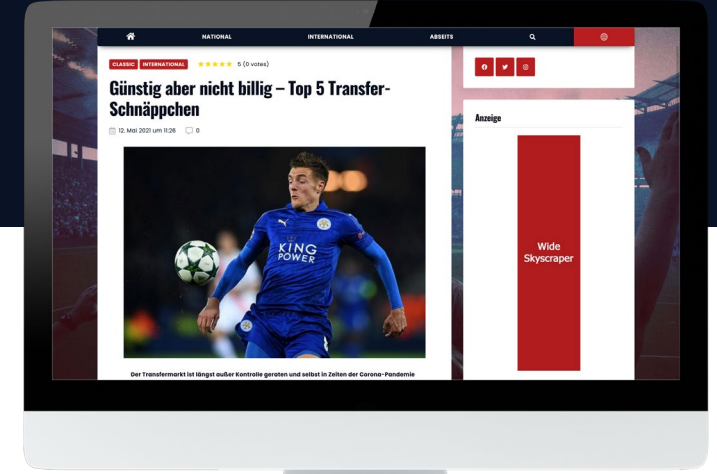 NATIONAL INTERNATIONAL ABSEITS
CLASSIC INTERNATIONAL 5 (0 votes)
Günstig aber nicht billig – Top 5 Transfer-
Schnäppchen
12. Mai 2021 um 11:26 0
KING
POWER
Der Transfermarkt ist längst außer Kontrolle geraten und selbst in Zeiten der Corona-Pandemie
Anzeige
Wide
Skyscraper